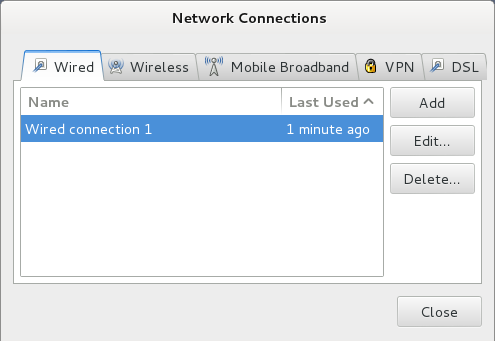 Network Connections
Wired Wireless Mobile Broadband VPN DSL
Name Last Used
Add
Wired connection 1 1 minute ago
Edit...
Delete...
Close